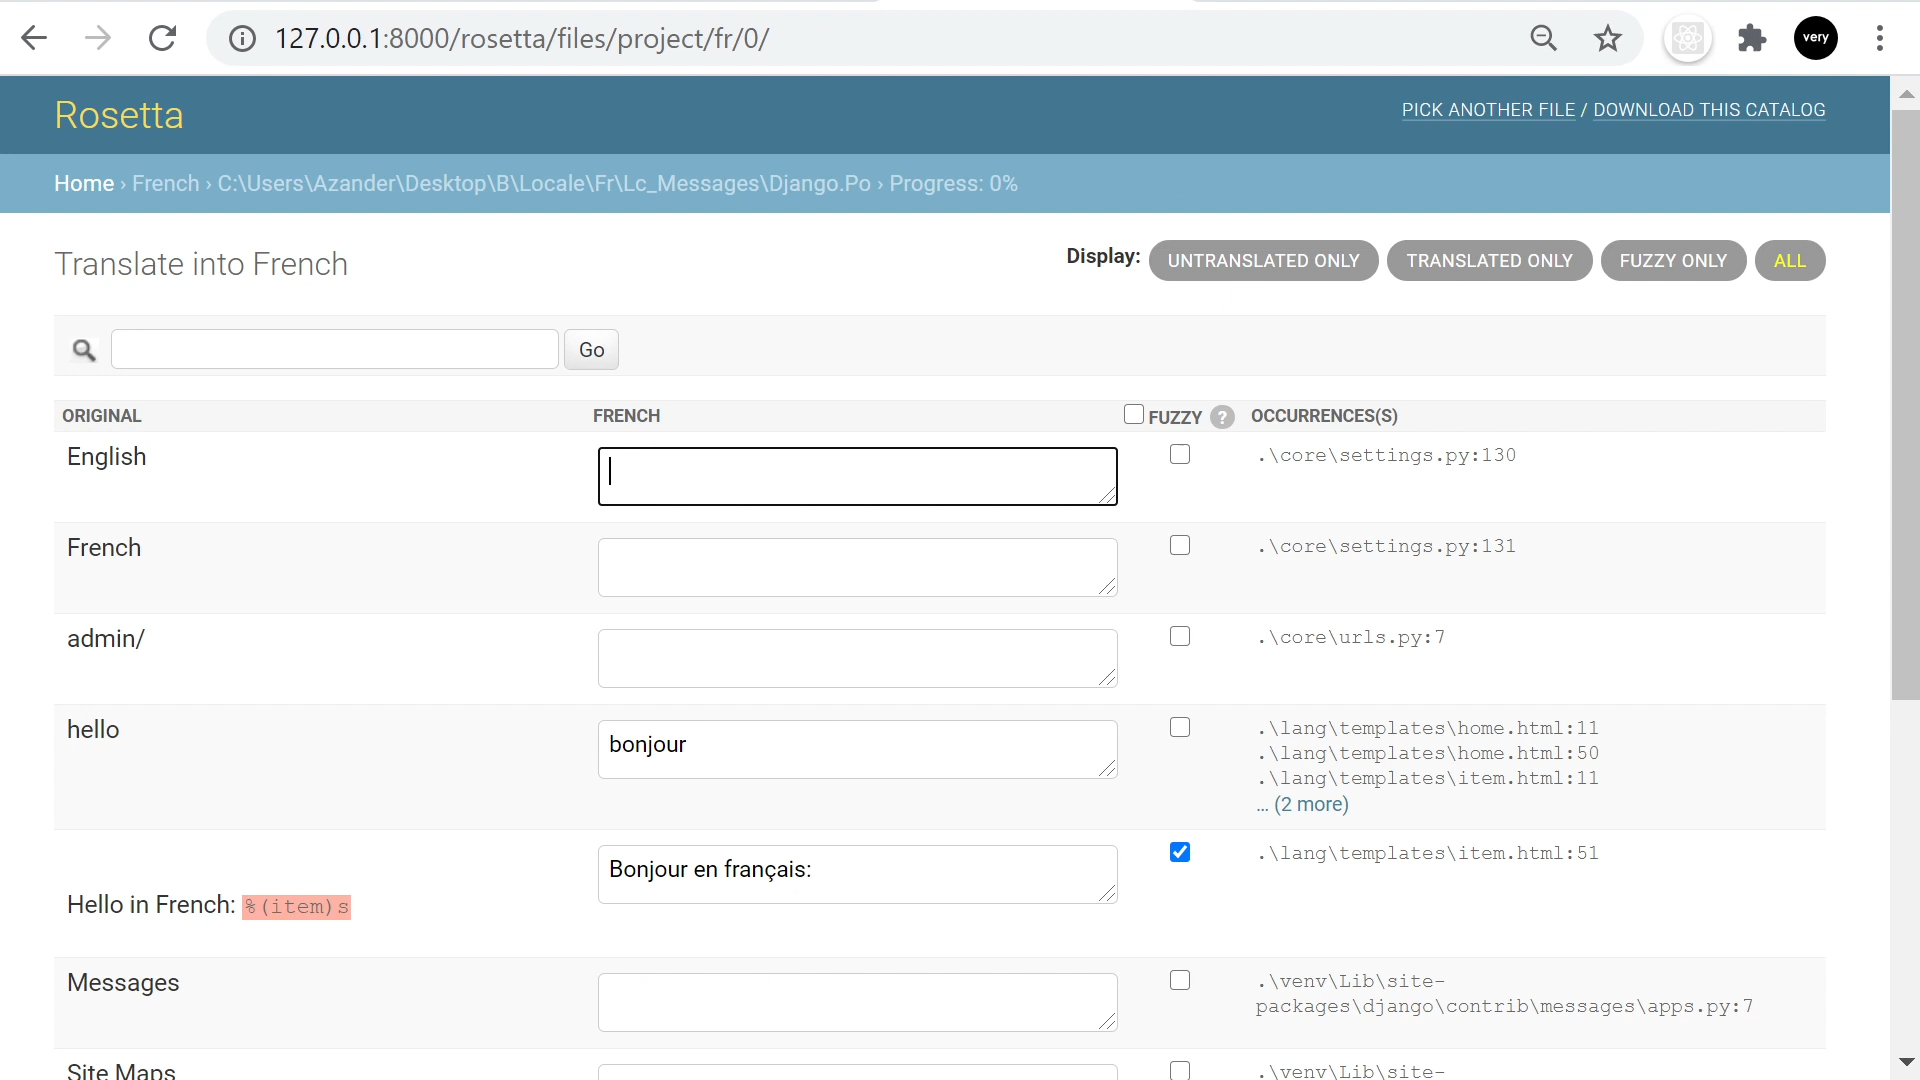 127.0.0.1:8000/rosetta/files/project/fr/0/
very
Rosetta
PICK ANOTHER FILE / DOWNLOAD THIS CATALOG
Home › French › C:\Users\Azander\Desktop\B\Locale\Fr\Lc_Messages\Django.Po › Progress: 0%
Translate into French
Display: UNTRANSLATED ONLY TRANSLATED ONLY FUZZY ONLY ALL
Go
ORIGINAL FRENCH FUZZY ? OCCURRENCES(S)
English .\core\settings.py:130
French .\core\settings.py:131
admin/ .\core\urls.py:7
hello bonjour .\lang\templates\home.html:11
.\lang\templates\home.html:50
.\lang\templates\item.html:11
... (2 more)
Bonjour en français: .\lang\templates\item.html:51
Hello in French: %(item)s
Messages .\venv\Lib\site-
packages\django\contrib\messages\apps.py:7
Site Maps .\venv\Lib\site-